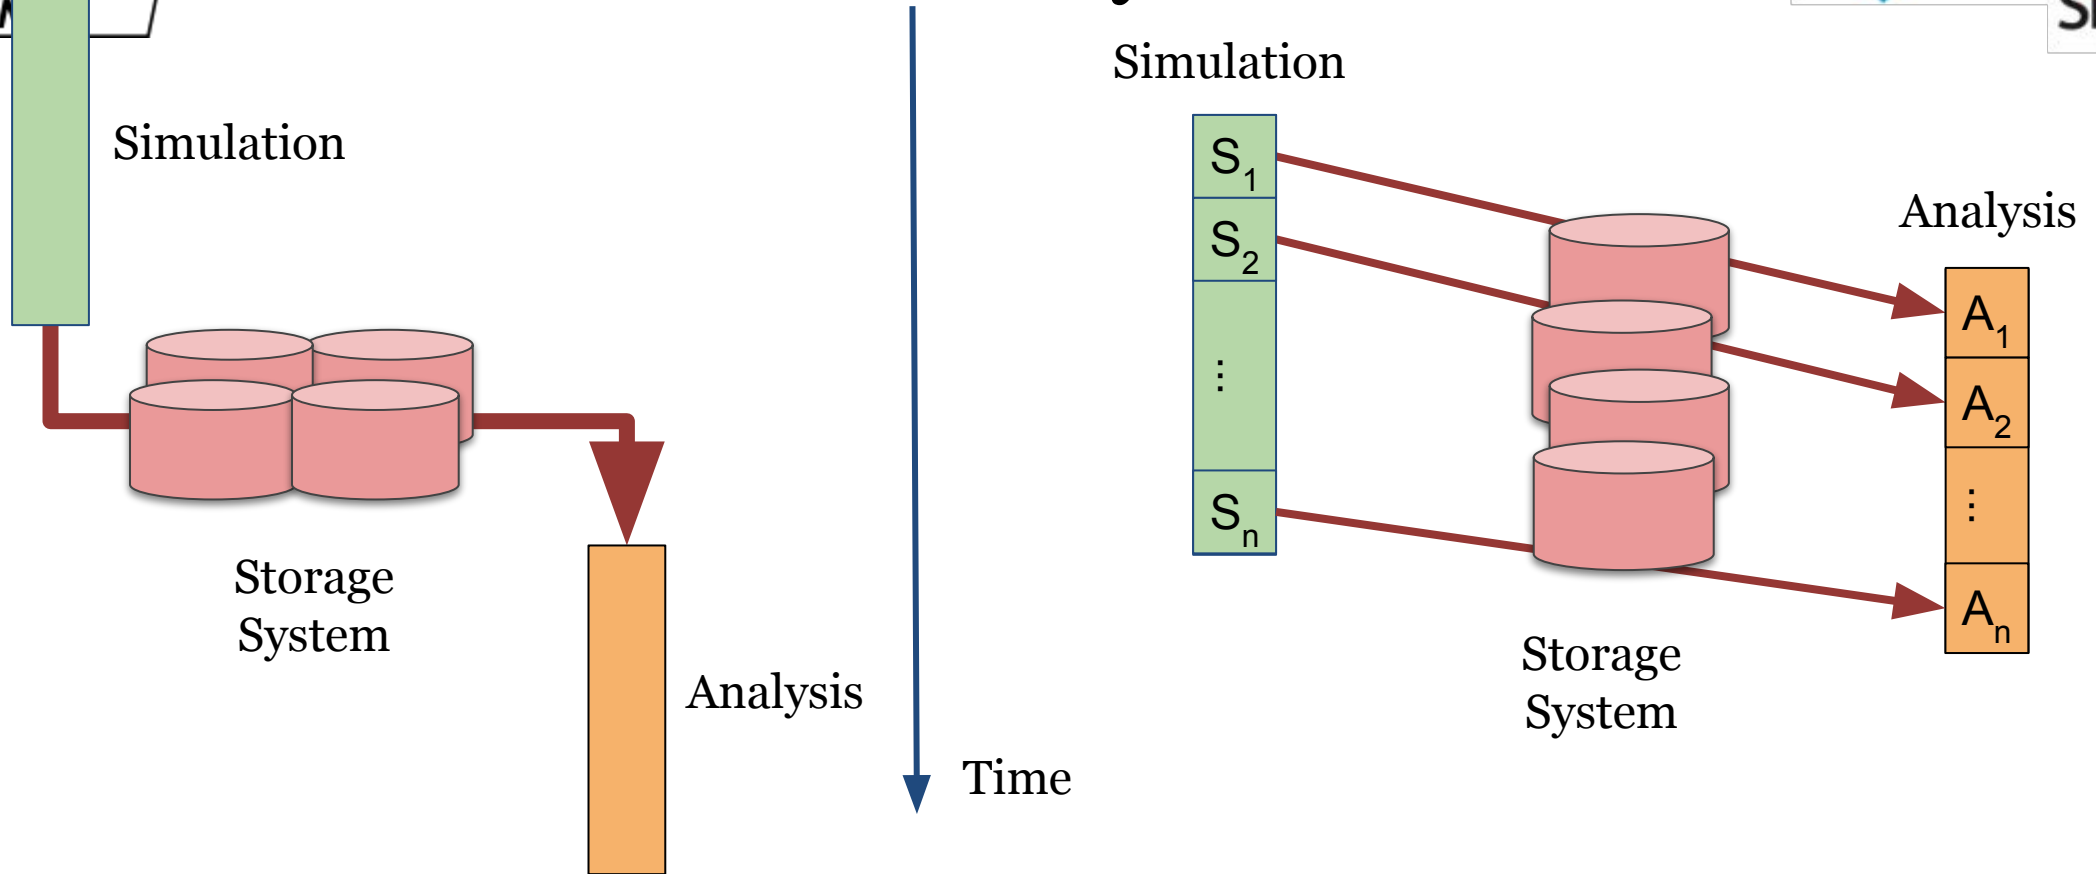 Simulation
Storage
System
Analysis
Time
Simulation
S1
S2
⋮
Sn
Storage
System
Analysis
A1
A2
⋮
An